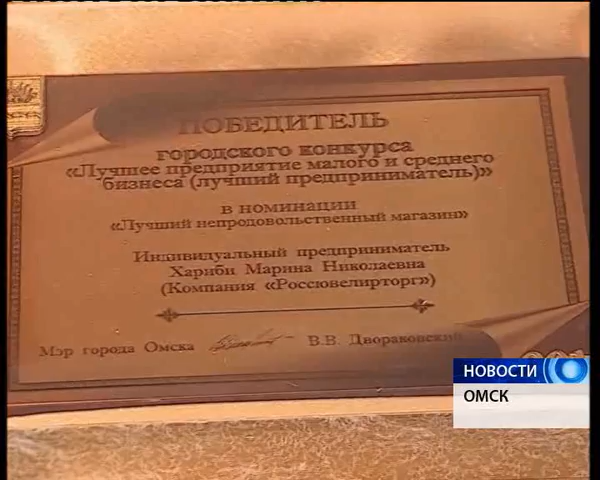 ПОБЕДИТЕЛЬ
городского конкурса
«Лучшее предприятие малого и среднего
бизнеса (лучший предприниматель)»
в номинации
«Лучший непродовольственный магазин»
Индивидуальный предприниматель
Хариби Марина Николаевна
(Компания «Россювелирторг»)
Мэр города Омска В.В. Двораковский
НОВОСТИ
ОМСК